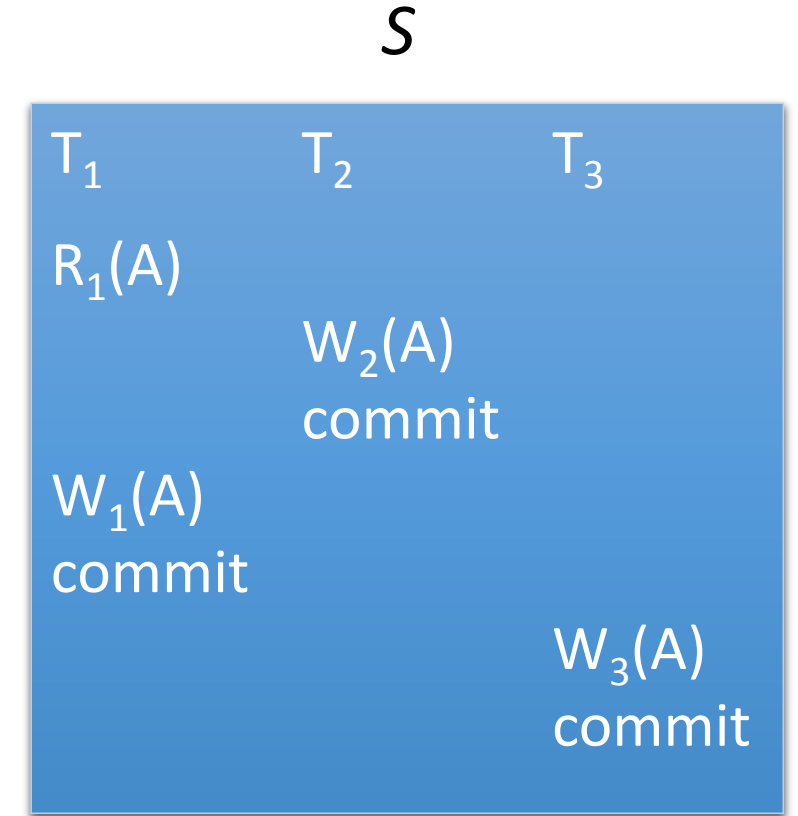 S
T₁ T₂ T₃
R₁(A)
W₂(A)
commit
W₁(A)
commit
W₃(A)
commit